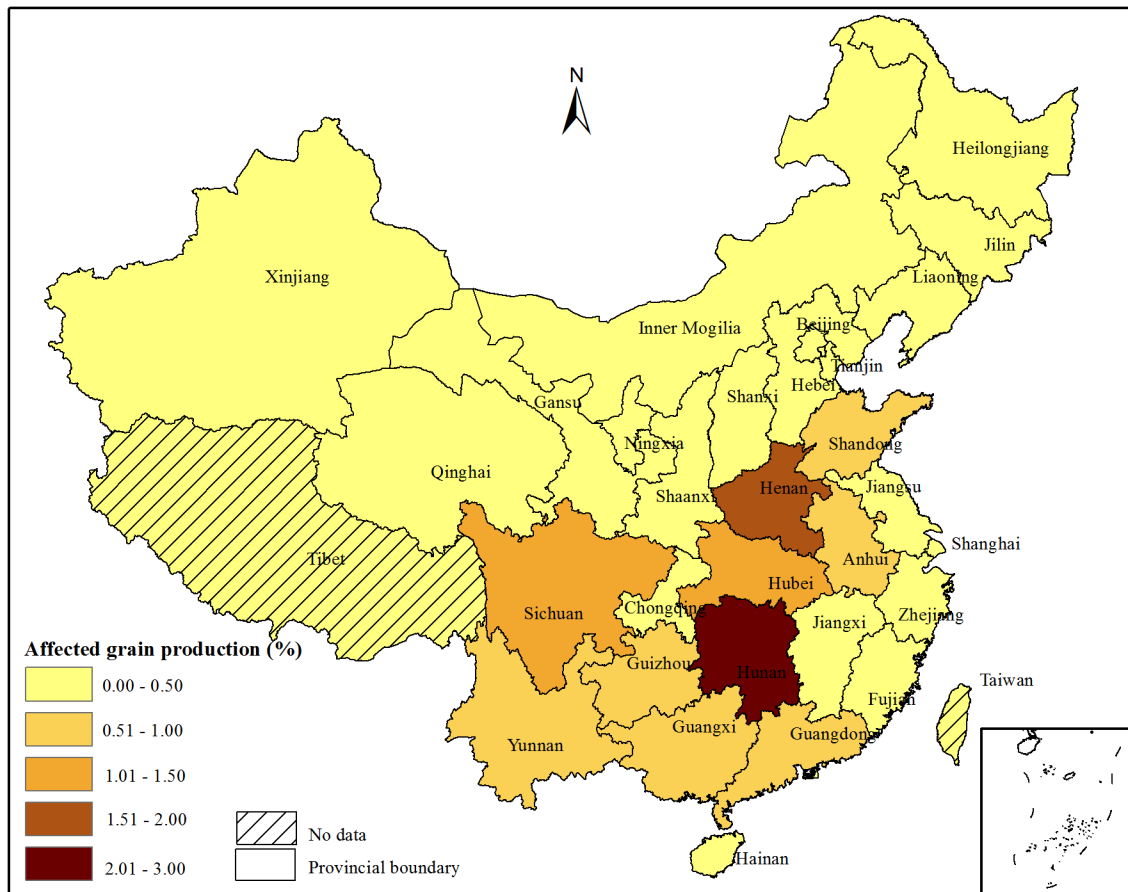 N
Heilongjiang
Jilin
Xinjiang
Liaoning
Inner Mogilia
Beijing
Tianjin
Hebei
Shanxi
Gansu
Ningxia
Shandong
Qinghai
Henan
Jiangsu
Shaanxi
Shanghai
Tibet
Anhui
Hubei
Sichuan
Chongqing
Zhejiang
Jiangxi
Affected grain production (%)
Guizhou
Hunan
Taiwan
0.00 - 0.50
Fujian
0.51 - 1.00
Guangxi
Guangdong
Yunnan
1.01 - 1.50
1.51 - 2.00
No data
Hainan
2.01 - 3.00
Provincial boundary